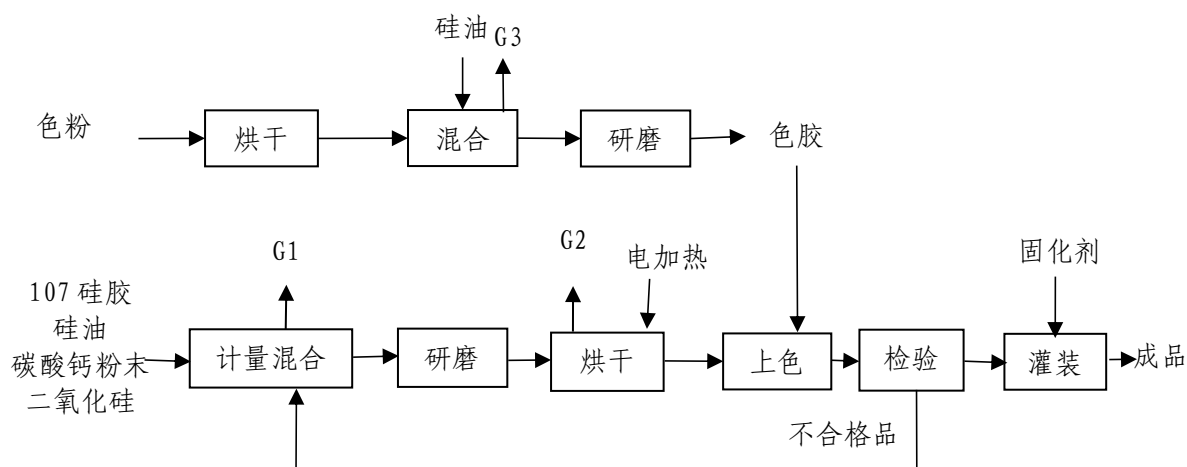 硅油 G3
色粉
烘干
混合
研磨
色胶
G1
G2
电加热
固化剂
107 硅胶
硅油
碳酸钙粉末
二氧化硅
计量混合
研磨
烘干
上色
检验
灌装
成品
不合格品